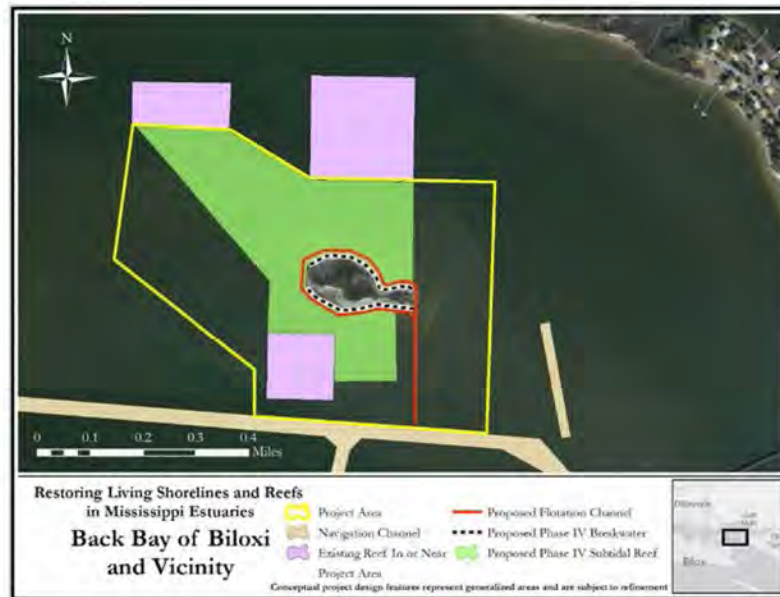 N
0 0.1 0.2 0.3 0.4
Miles
Restoring Living Shorelines and Reefs
in Mississippi Estuaries
Back Bay of Biloxi
and Vicinity
Project Area
Navigation Channel
Existing Reef In or Near
Project Area
Proposed Flotation Channel
Proposed Phase IV Breakwater
Proposed Phase IV Subtidal Reef
Conceptual project design features represent generalized areas and are subject to refinement
Biloxi